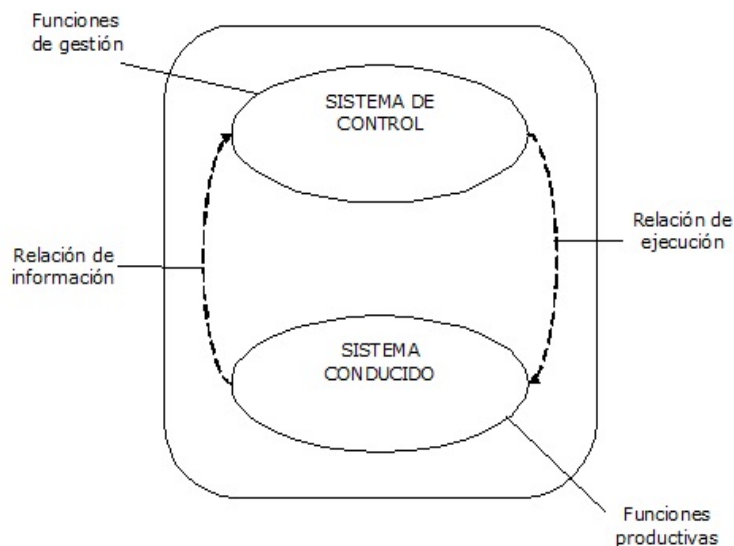 Funciones
de gestión
SISTEMA DE
CONTROL
Relación de
información
Relación de
ejecución
SISTEMA
CONDUCIDO
Funciones
productivas